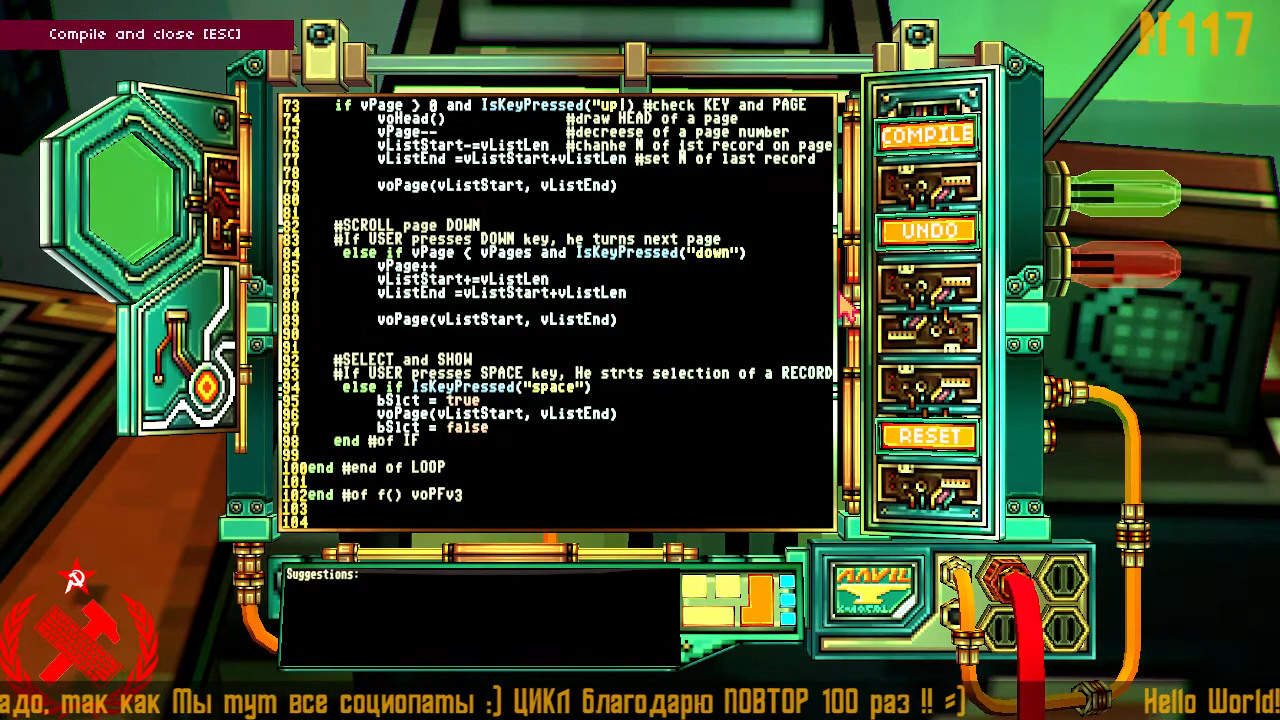 Compile and close [ESC]
№117
73 if vPage > 0 and IsKeyPressed("up|) #check KEY and PAGE
74 voHead() #draw HEAD of a page
75 vPage-- #decreese of a page number
76 vListStart-=vListLen #chanhe N of 1st record on page
77 vListEnd =vListStart+vListLen #set N of last record
78
79 voPage(vListStart, vListEnd)
80
81
82 #SCROLL page DOWN
83 #If USER presses DOWN key, he turns next page
84 else if vPage < vPages and IsKeyPressed("down")
85 vPage++
86 vListStart+=vListLen
87 vListEnd =vListStart+vListLen
88
89 voPage(vListStart, vListEnd)
90
91
92 #SELECT and SHOW
93 #If USER presses SPACE key, He strts selection of a RECORD
94 else if IsKeyPressed("space")
95 bSlct = true
96 voPage(vListStart, vListEnd)
97 bSlct = false
98 end #of IF
99
100 end #end of LOOP
101
102 end #of f() voPFv3
103
104
COMPILE
UNDO
RESET
Suggestions:
ANVIL
адо, так как Мы тут все социопаты :) ЦИКЛ благодарю ПОВТОР 100 раз !! =) Hello World!